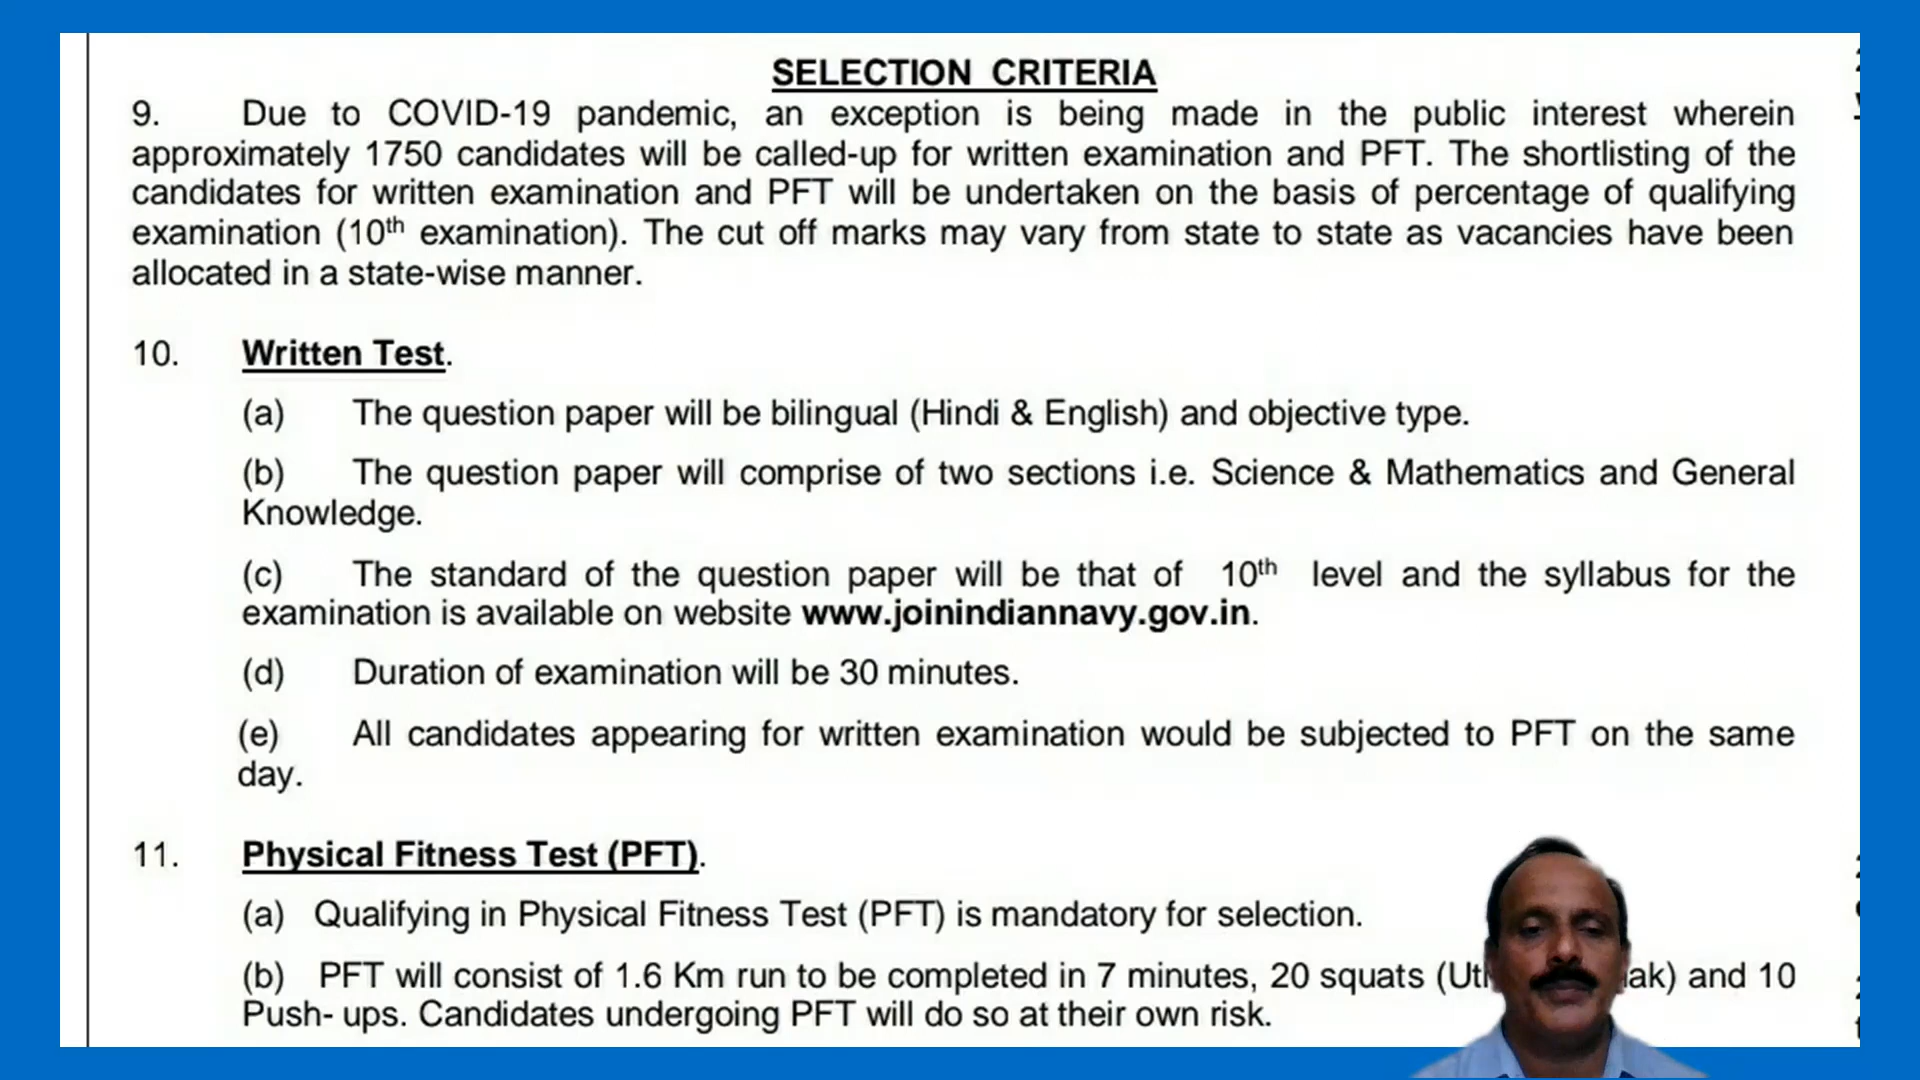 SELECTION CRITERIA
9. Due to COVID-19 pandemic, an exception is being made in the public interest wherein
approximately 1750 candidates will be called-up for written examination and PFT. The shortlisting of the
candidates for written examination and PFT will be undertaken on the basis of percentage of qualifying
examination (10th examination). The cut off marks may vary from state to state as vacancies have been
allocated in a state-wise manner.
10. Written Test.
(a) The question paper will be bilingual (Hindi & English) and objective type.
(b) The question paper will comprise of two sections i.e. Science & Mathematics and General
Knowledge.
(c) The standard of the question paper will be that of 10th level and the syllabus for the
examination is available on website www.joinindiannavy.gov.in.
(d) Duration of examination will be 30 minutes.
(e) All candidates appearing for written examination would be subjected to PFT on the same
day.
11. Physical Fitness Test (PFT).
(a) Qualifying in Physical Fitness Test (PFT) is mandatory for selection.
(b) PFT will consist of 1.6 Km run to be completed in 7 minutes, 20 squats and 10
Push- ups. Candidates undergoing PFT will do so at their own risk.